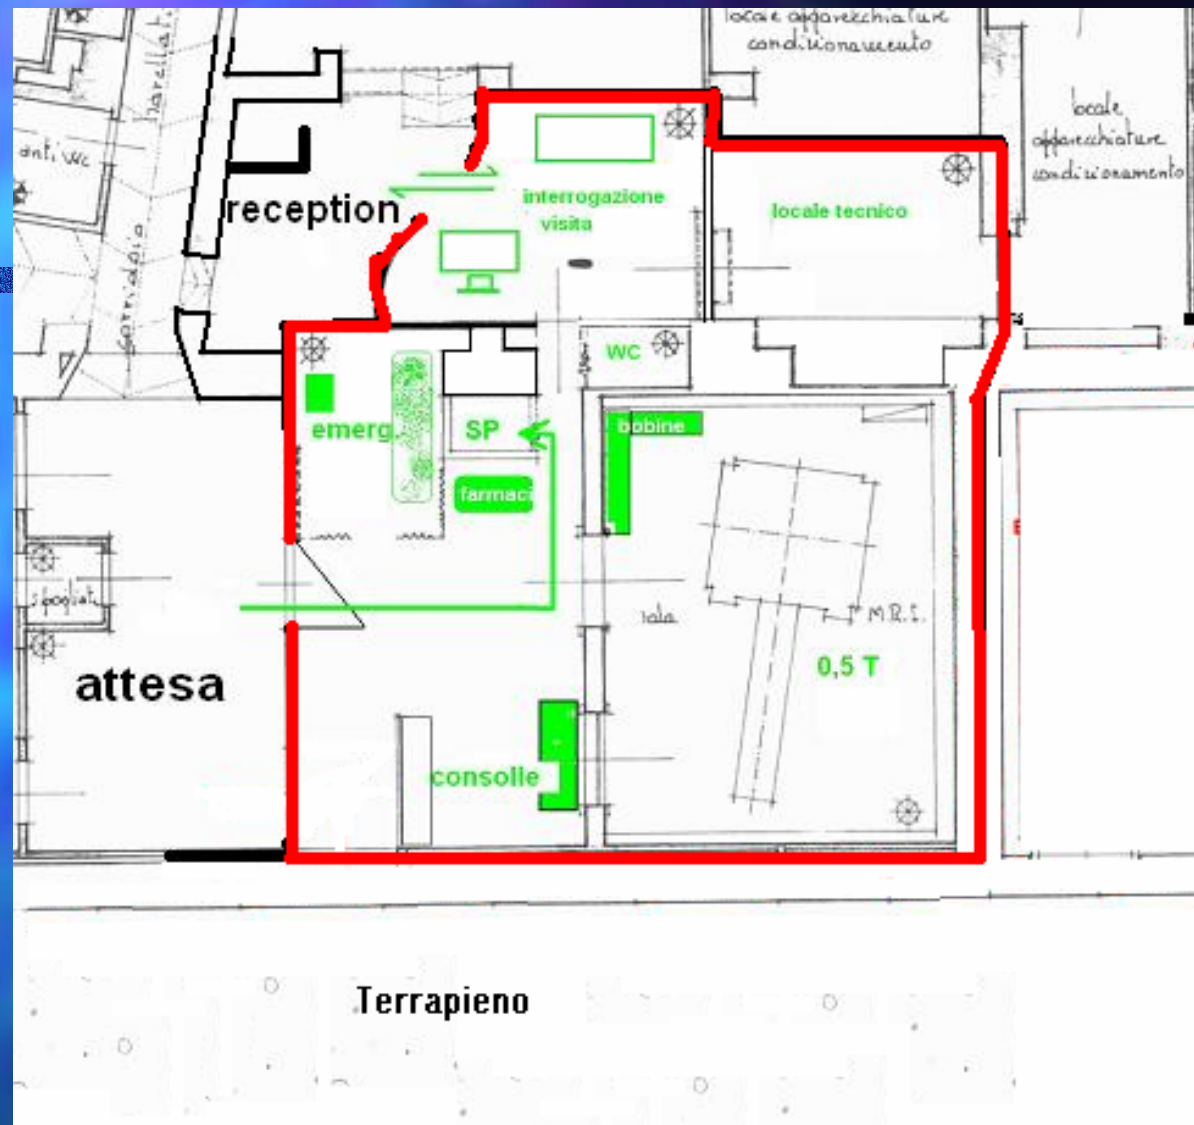 locale apparecchiature
condizionamento
barellati
locale
apparecchiature
condizionamento
anti WC
reception
interrogazione
visita
locale tecnico
corridoio
WC
emerg.
SP
bobine
farmaci
spogliat.
sala
M.R.I.
0,5 T
attesa
consolle
Terrapieno